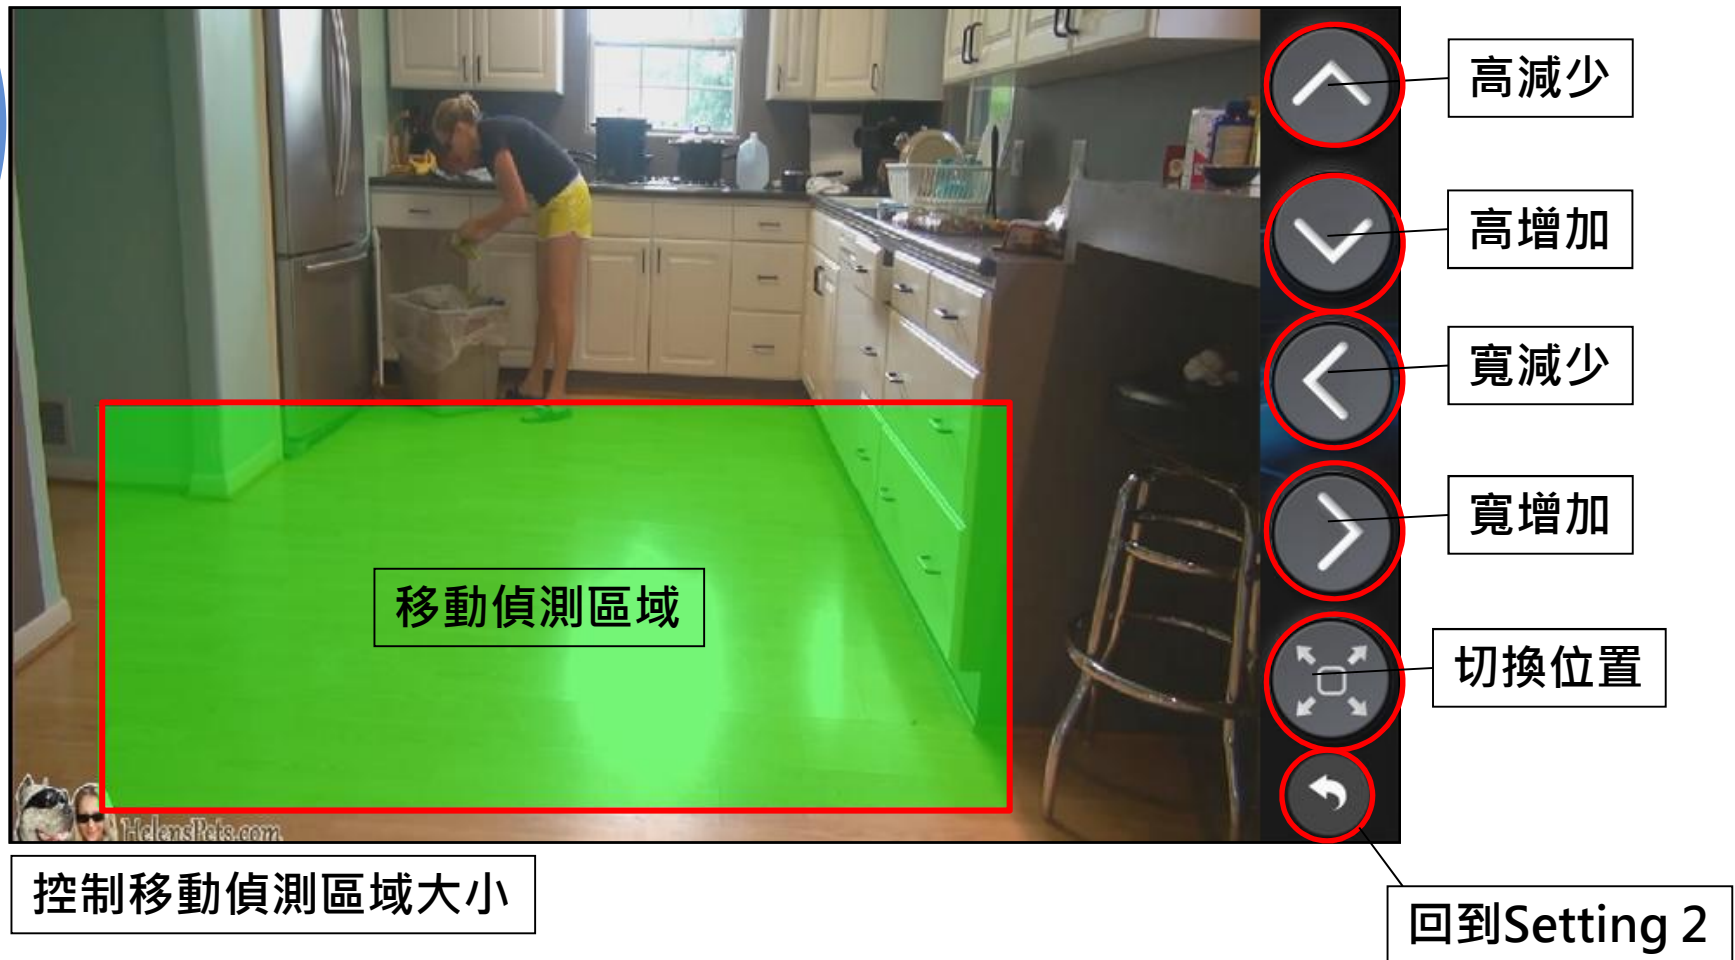 高減少
高增加
寬減少
寬增加
移動偵測區域
切換位置
HelensPets.com
控制移動偵測區域大小
回到Setting 2